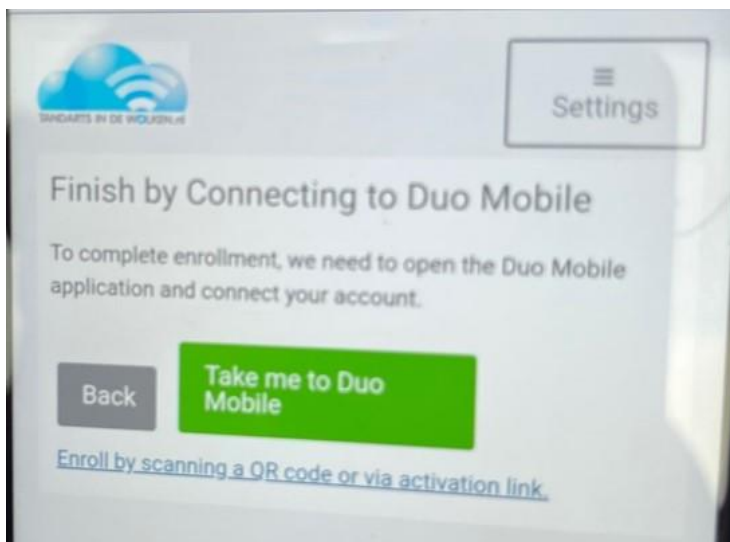 TANDARTS IN DE WOLKEN.nl
Settings
Finish by Connecting to Duo Mobile
To complete enrollment, we need to open the Duo Mobile
application and connect your account.
Back
Take me to Duo
Mobile
Enroll by scanning a QR code or via activation link.